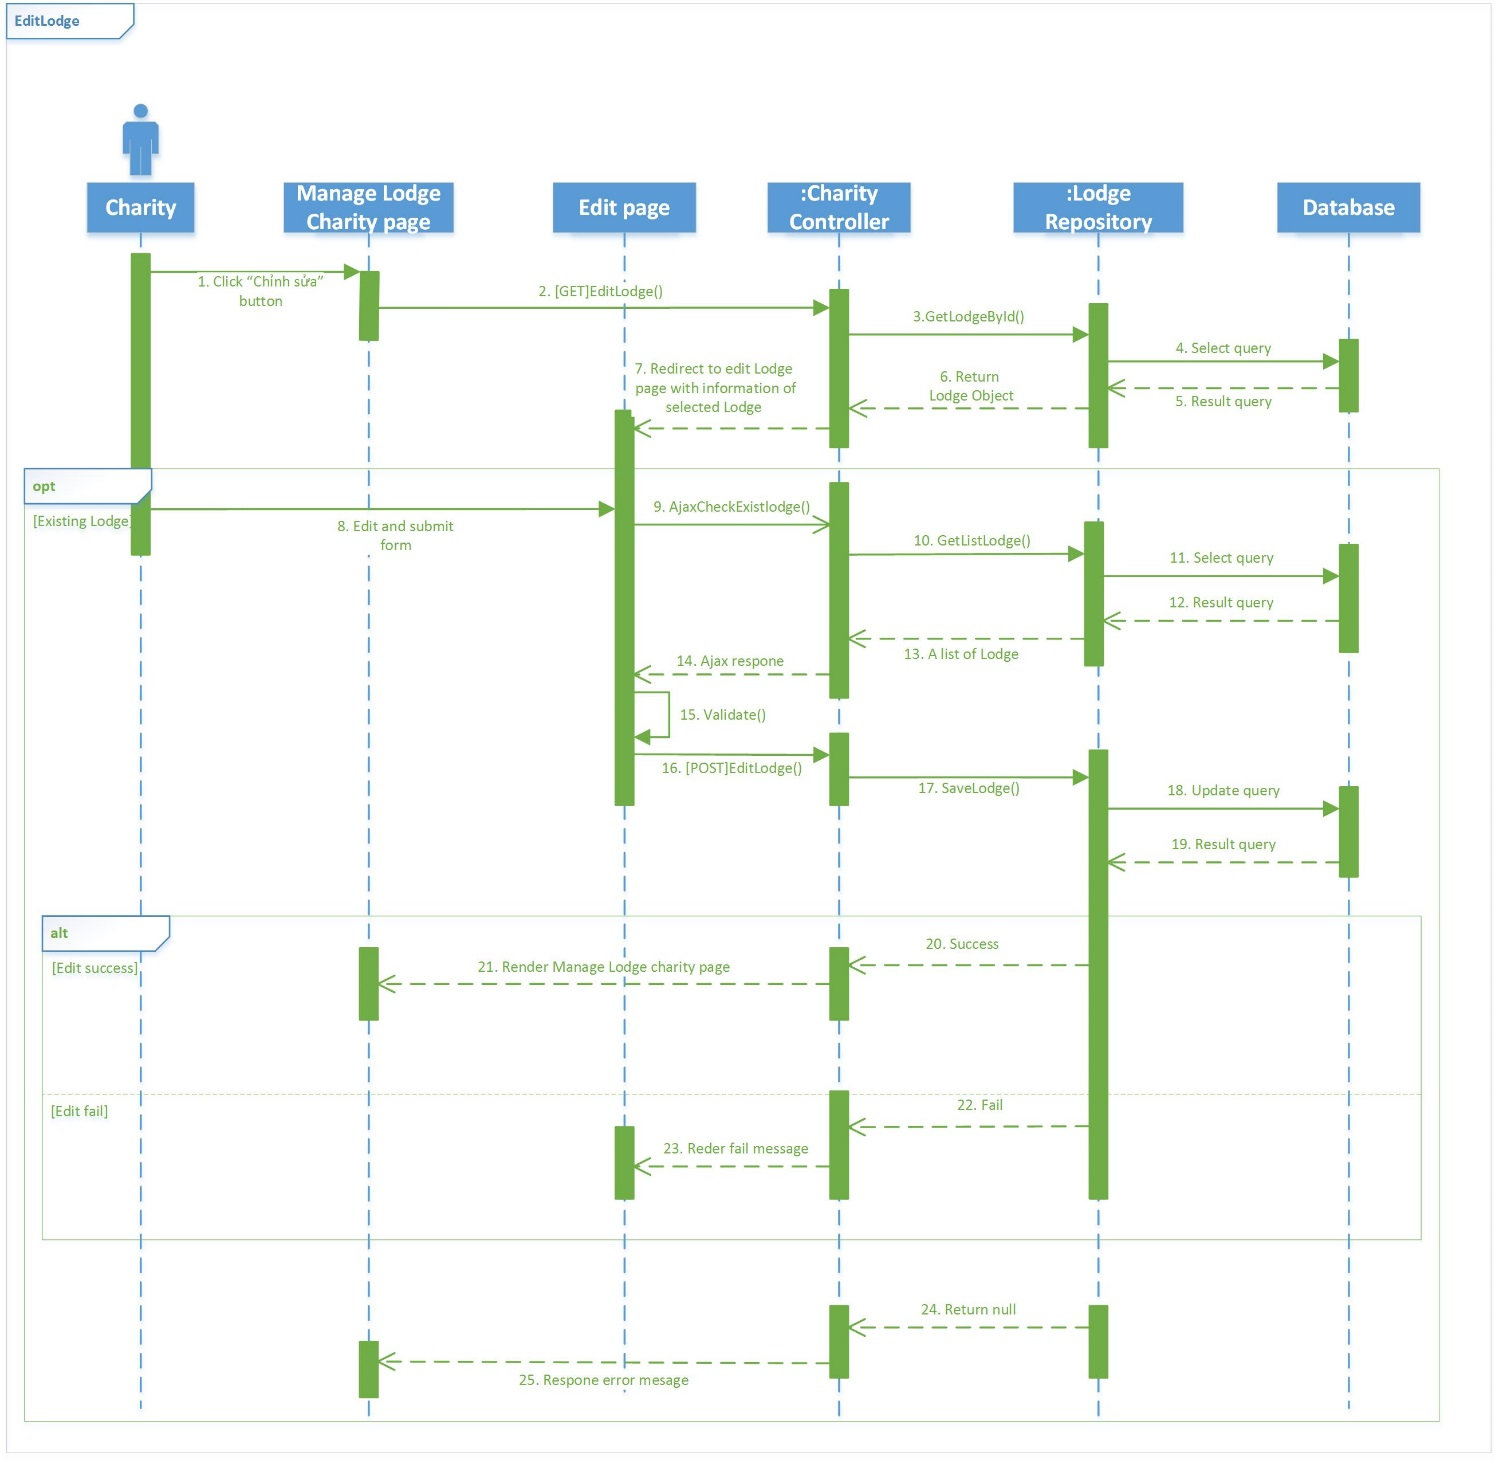 EditLodge
Charity
Manage Lodge
Charity page
Edit page
:Charity
Controller
:Lodge
Repository
Database
1. Click “Chỉnh sửa”
button
2. [GET]EditLodge()
3.GetLodgeById()
4. Select query
5. Result query
6. Return
Lodge Object
7. Redirect to edit Lodge
page with information of
selected Lodge
opt
[Existing Lodge]
8. Edit and submit
form
9. AjaxCheckExistlodge()
10. GetListLodge()
11. Select query
12. Result query
13. A list of Lodge
14. Ajax respone
15. Validate()
16. [POST]EditLodge()
17. SaveLodge()
18. Update query
19. Result query
alt
[Edit success]
20. Success
21. Render Manage Lodge charity page
[Edit fail]
22. Fail
23. Reder fail message
24. Return null
25. Respone error mesage